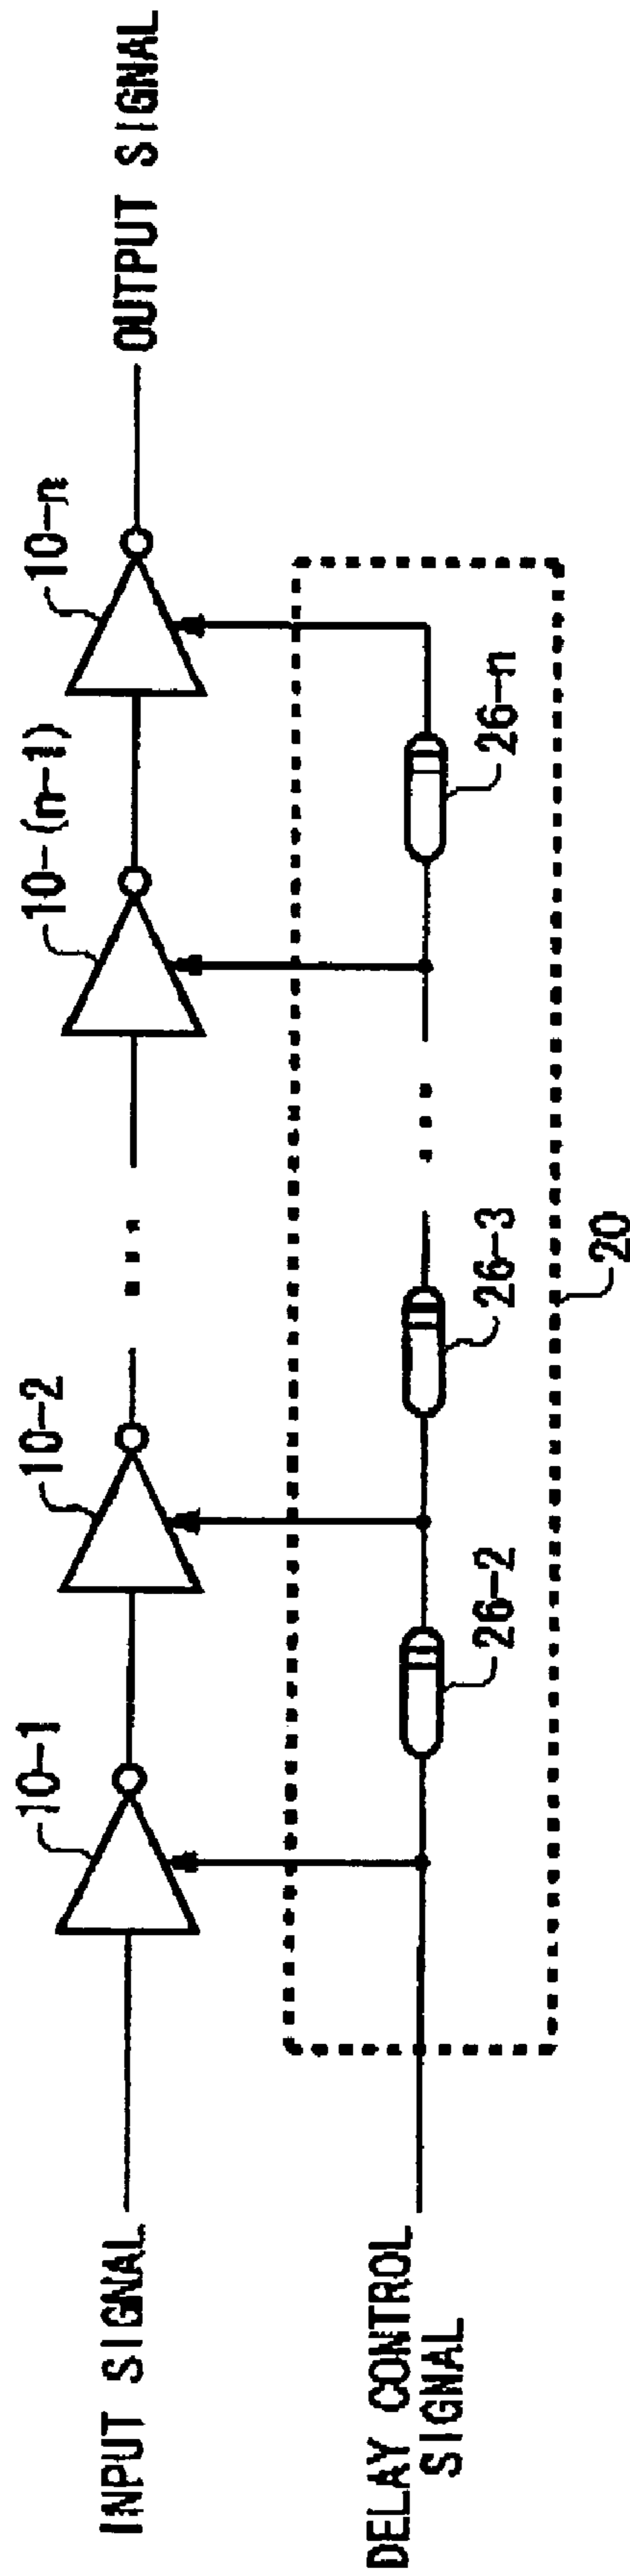 INPUT SIGNAL
10-1
10-2
10-(n-1)
10-n
OUTPUT SIGNAL
DELAY CONTROL
SIGNAL
26-2
26-3
26-n
20